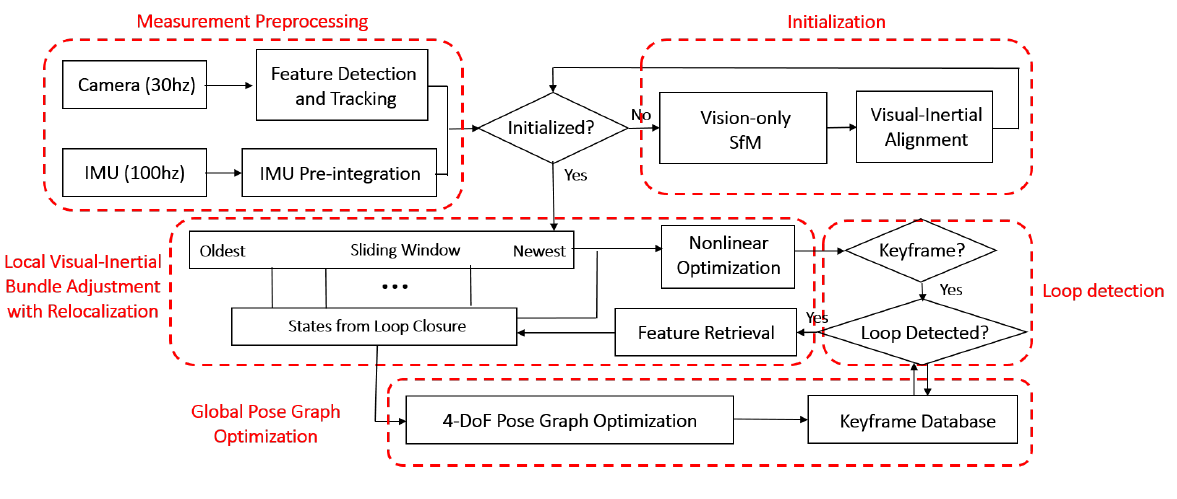 Measurement Preprocessing
Initialization
Camera (30hz)
Feature Detection
and Tracking
IMU (100hz)
IMU Pre-integration
Initialized?
No
Yes
Vision-only
SfM
Visual-Inertial
Alignment
Local Visual-Inertial
Bundle Adjustment
with Relocalization
Oldest
Sliding Window
Newest
...
States from Loop Closure
Nonlinear
Optimization
Feature Retrieval
Keyframe?
Yes
Loop Detected?
Yes
Loop detection
Global Pose Graph
Optimization
4-DoF Pose Graph Optimization
Keyframe Database